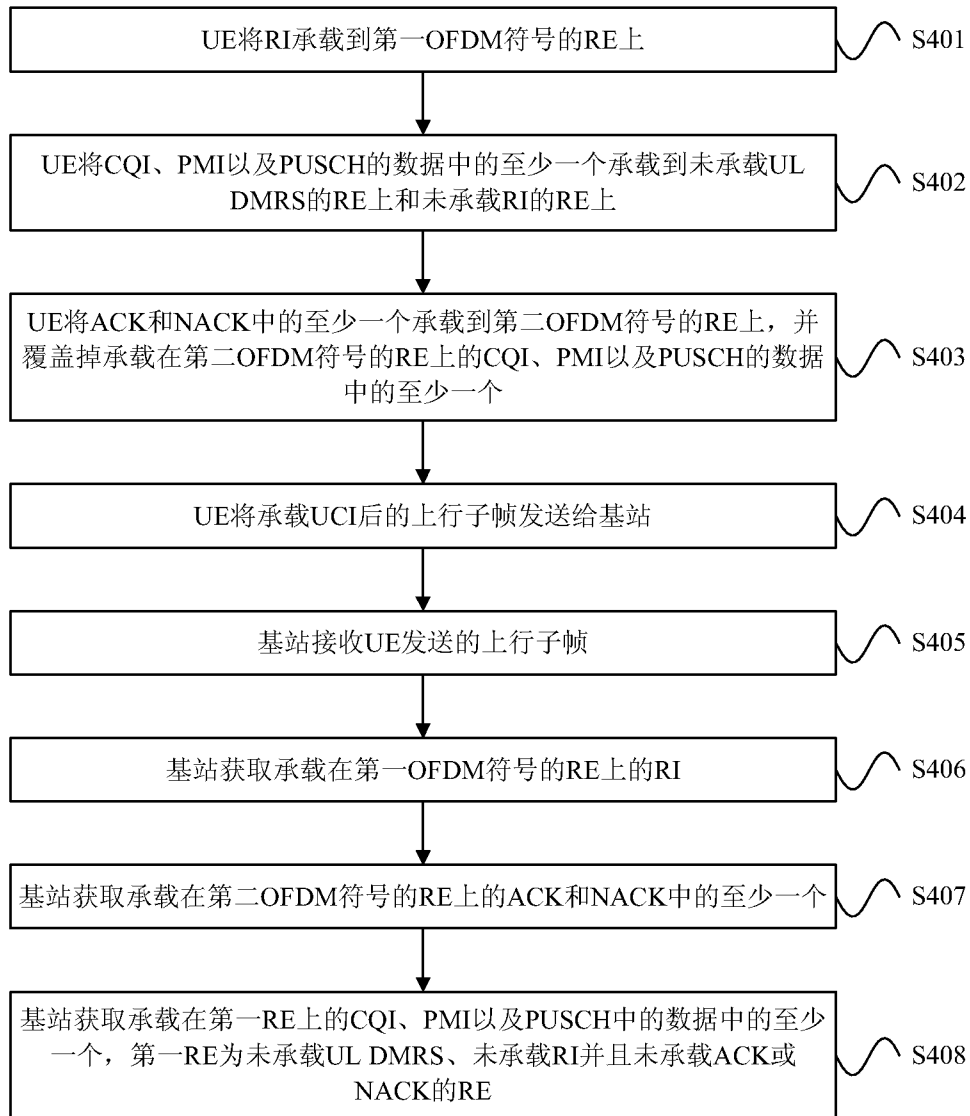 UE将RI承载到第一OFDM符号的RE上
S401
UE将CQI、PMI以及PUSCH的数据中的至少一个承载到未承载UL
DMRS的RE上和未承载RI的RE上
S402
UE将ACK和NACK中的至少一个承载到第二OFDM符号的RE上，并
覆盖掉承载在第二OFDM符号的RE上的CQI、PMI以及PUSCH的数据
中的至少一个
S403
UE将承载UCI后的上行子帧发送给基站
S404
基站接收UE发送的上行子帧
S405
基站获取承载在第一OFDM符号的RE上的RI
S406
基站获取承载在第二OFDM符号的RE上的ACK和NACK中的至少一个
S407
基站获取承载在第一RE上的CQI、PMI以及PUSCH中的数据中的至少
一个，第一RE为未承载UL DMRS、未承载RI并且未承载ACK或
NACK的RE
S408